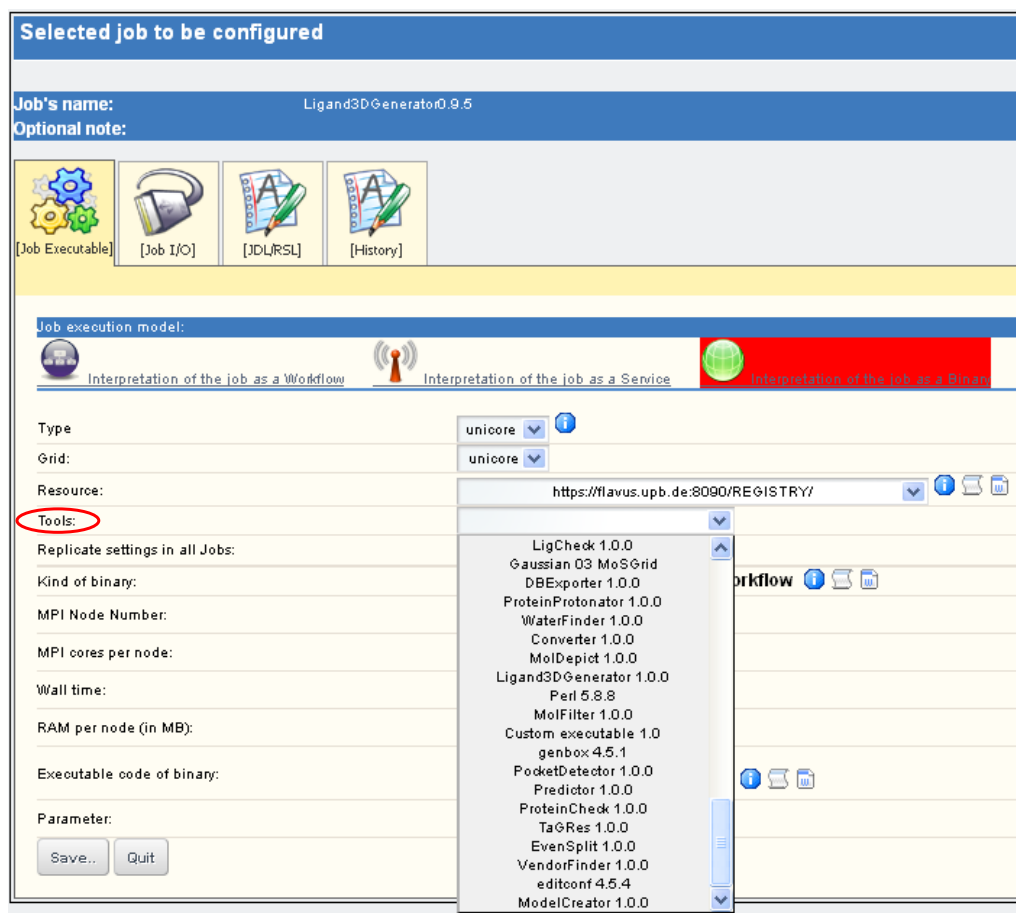 Selected job to be configured
Job's name: Ligand3DGenerator0.9.5
Optional note:
[Job Executable] [Job I/O] [JDL/RSL] [History]
Job execution model:
Interpretation of the job as a Workflow Interpretation of the job as a Service Interpretation of the job as a Binary
Type unicore
Grid: unicore
Resource: https://flavus.upb.de:8090/REGISTRY/
Tools:
Replicate settings in all Jobs:
Kind of binary:
MPI Node Number:
MPI cores per node:
Wall time:
RAM per node (in MB):
Executable code of binary:
Parameter:
Save.. Quit
LigCheck 1.0.0
Gaussian 03 MoSGrid
DBExporter 1.0.0
ProteinProtonator 1.0.0
WaterFinder 1.0.0
Converter 1.0.0
MolDepict 1.0.0
Ligand3DGenerator 1.0.0
Perl 5.8.8
MolFilter 1.0.0
Custom executable 1.0
genbox 4.5.1
PocketDetector 1.0.0
Predictor 1.0.0
ProteinCheck 1.0.0
TaGRes 1.0.0
EvenSplit 1.0.0
VendorFinder 1.0.0
editconf 4.5.4
ModelCreator 1.0.0